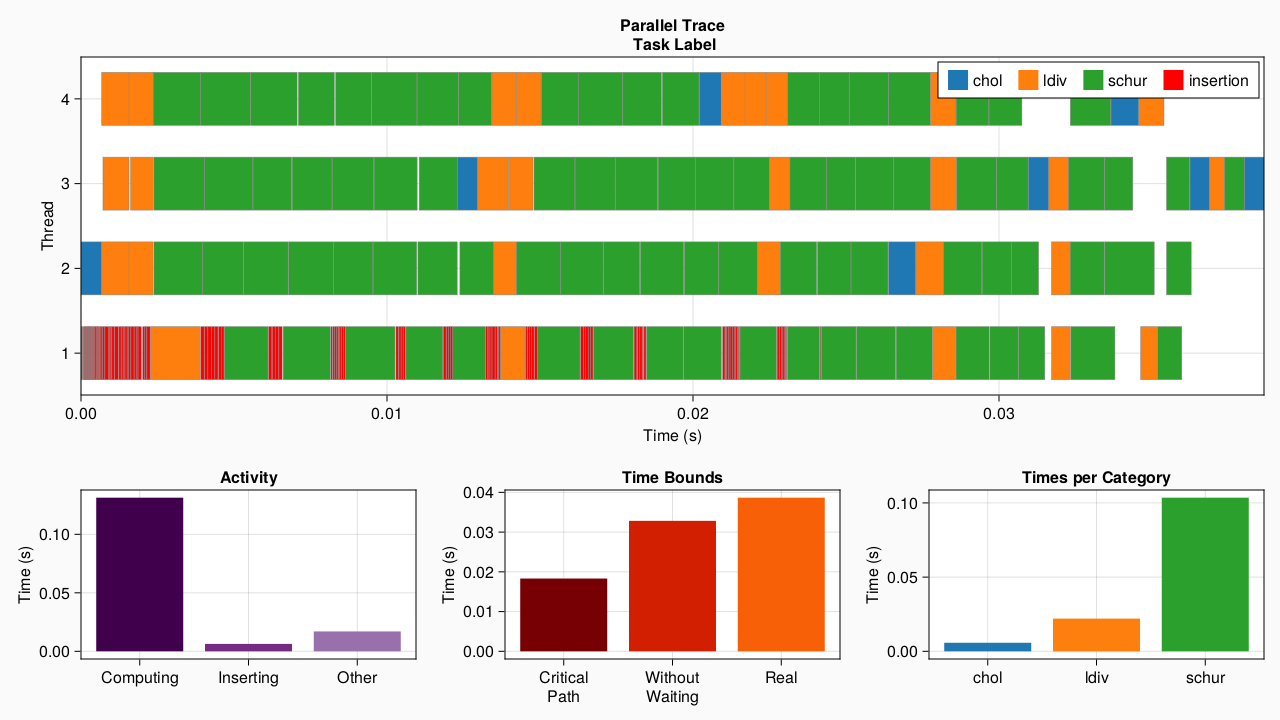 Parallel Trace
Task Label
chol ldiv schur insertion
Thread
4
3
2
1
0.00 0.01 0.02 0.03
Time (s)
Activity
Time (s)
0.10
0.05
0.00
Computing Inserting Other
Time Bounds
Time (s)
0.04
0.03
0.02
0.01
0.00
Critical Path Without Waiting Real
Times per Category
Time (s)
0.10
0.05
0.00
chol ldiv schur